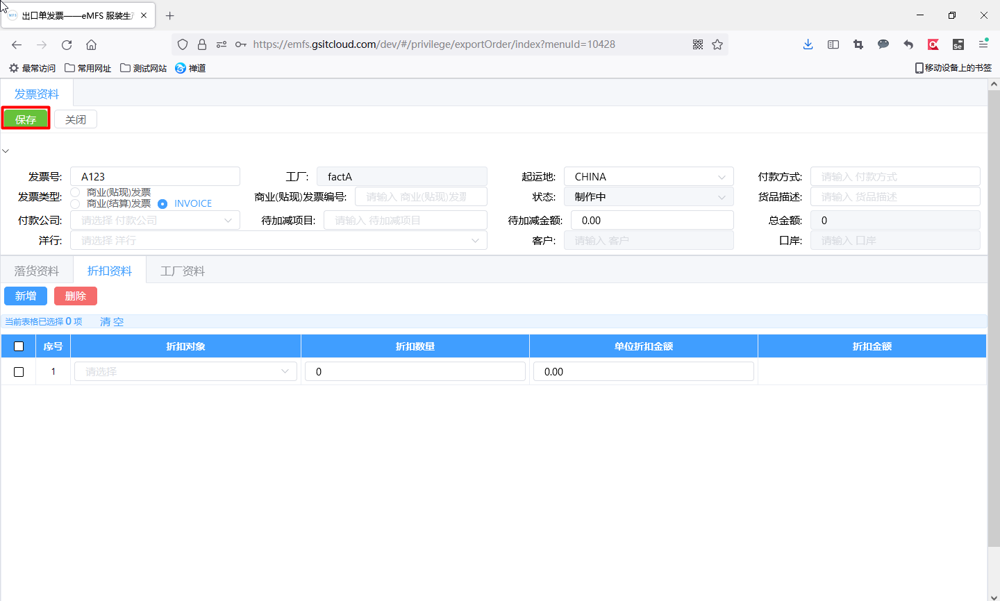 出口单发票——eMFS 服装生产
https://emfs.gsitcloud.com/dev/#/privilege/exportOrder/index?menuId=10428
最常访问 常用网址 测试网站 禅道 移动设备上的书签
发票资料
保存 关闭
发票号: A123 工厂: factA 起运地: CHINA 付款方式: 请输入 付款方式
发票类型: 商业(贴现)发票 商业(结算)发票 INVOICE 商业(贴现)发票编号: 请输入 商业(贴现)发票 状态: 制作中 货品描述: 请输入 货品描述
付款公司: 请选择 付款公司 待加减项目: 请输入 待加减项目 待加减金额: 0.00 总金额: 0
洋行: 请选择 洋行 客户: 请输入 客户 口岸: 请输入 口岸
落货资料 折扣资料 工厂资料
新增 删除
当前表格已选择 0 项 清 空
序号 折扣对象 折扣数量 单位折扣金额 折扣金额
1 请选择 0 0.00